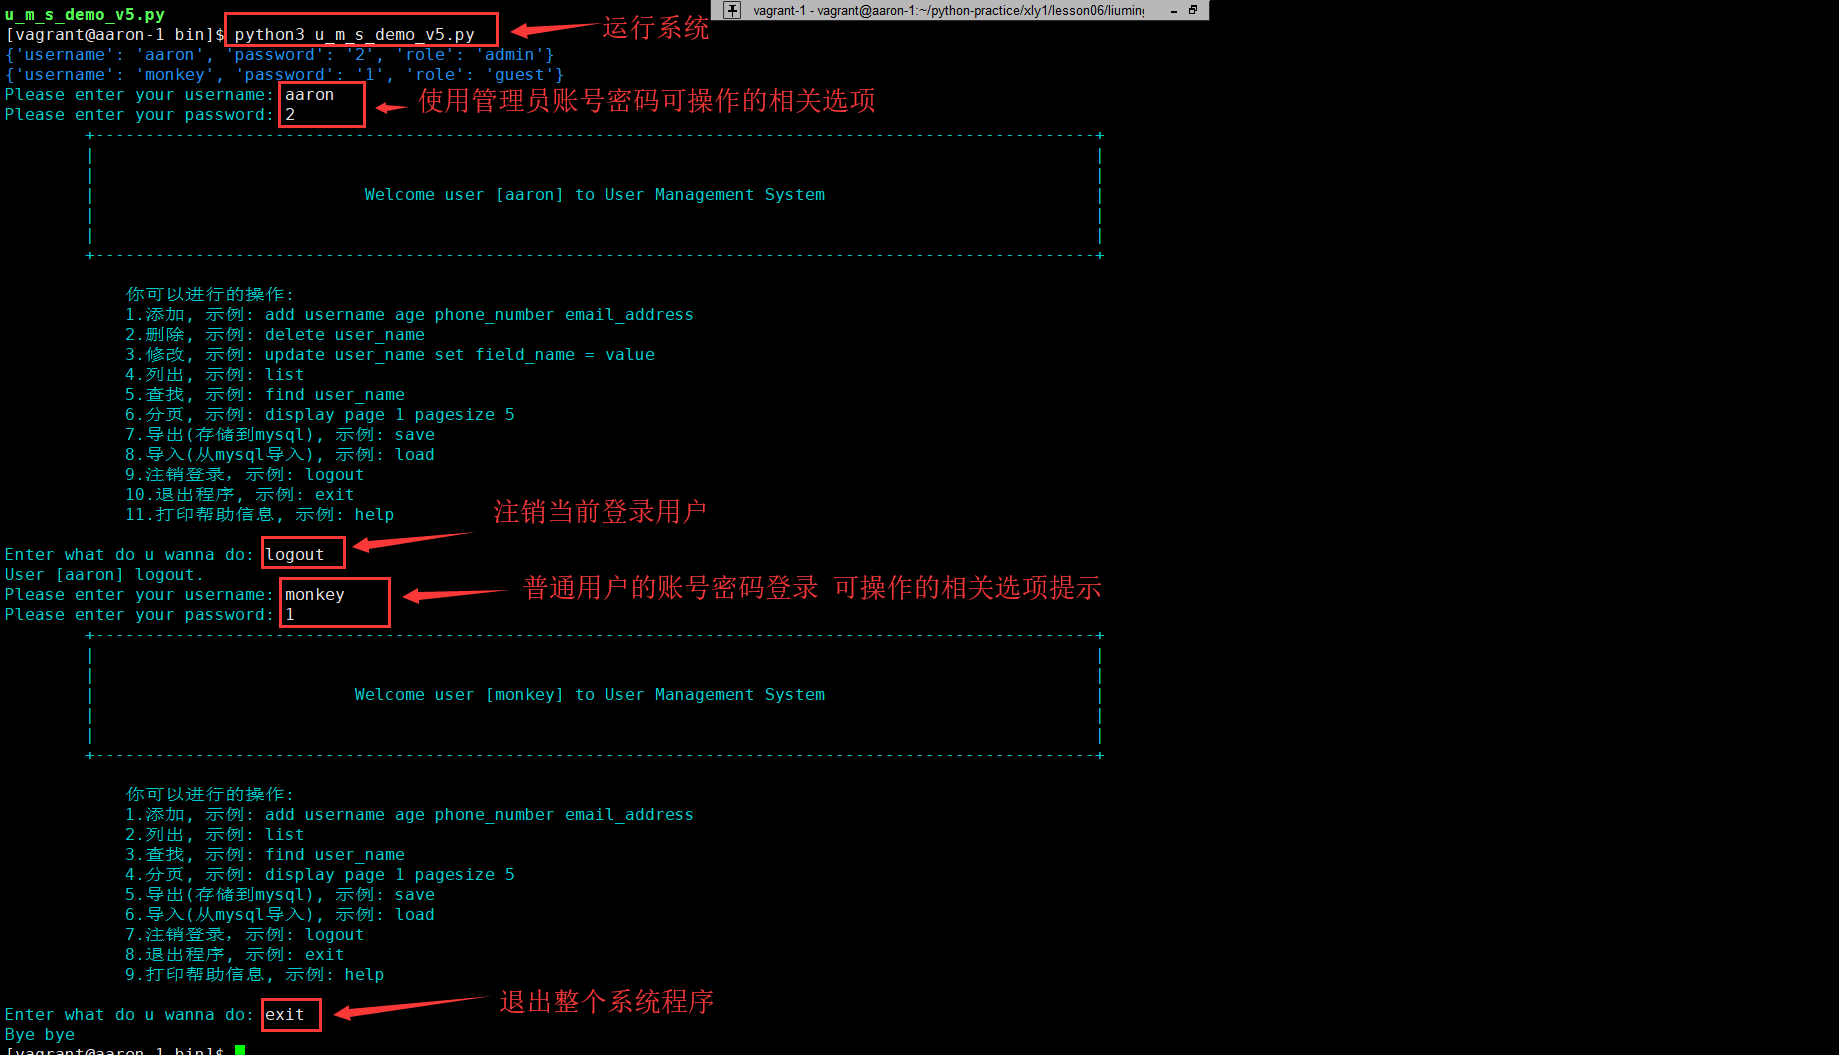 u_m_s_demo_v5.py
vagrant-1 - vagrant@aaron-1:~/python-practice/xly1/lesson06/liuming
[vagrant@aaron-1 bin]$ python3 u_m_s_demo_v5.py
运行系统
{'username': 'aaron', 'password': '2', 'role': 'admin'}
{'username': 'monkey', 'password': '1', 'role': 'guest'}
Please enter your username: aaron
使用管理员账号密码可操作的相关选项
Please enter your password: 2
Welcome user [aaron] to User Management System
你可以进行的操作:
1.添加, 示例: add username age phone_number email_address
2.删除, 示例: delete user_name
3.修改, 示例: update user_name set field_name = value
4.列出, 示例: list
5.查找, 示例: find user_name
6.分页, 示例: display page 1 pagesize 5
7.导出(存储到mysql), 示例: save
8.导入(从mysql导入), 示例: load
9.注销登录，示例: logout
10.退出程序, 示例: exit
11.打印帮助信息, 示例: help
注销当前登录用户
Enter what do u wanna do: logout
User [aaron] logout.
Please enter your username: monkey
普通用户的账号密码登录 可操作的相关选项提示
Please enter your password: 1
Welcome user [monkey] to User Management System
你可以进行的操作:
1.添加, 示例: add username age phone_number email_address
2.列出, 示例: list
3.查找, 示例: find user_name
4.分页, 示例: display page 1 pagesize 5
5.导出(存储到mysql), 示例: save
6.导入(从mysql导入), 示例: load
7.注销登录，示例: logout
8.退出程序, 示例: exit
9.打印帮助信息, 示例: help
退出整个系统程序
Enter what do u wanna do: exit
Bye bye
[vagrant@aaron-1 bin]$